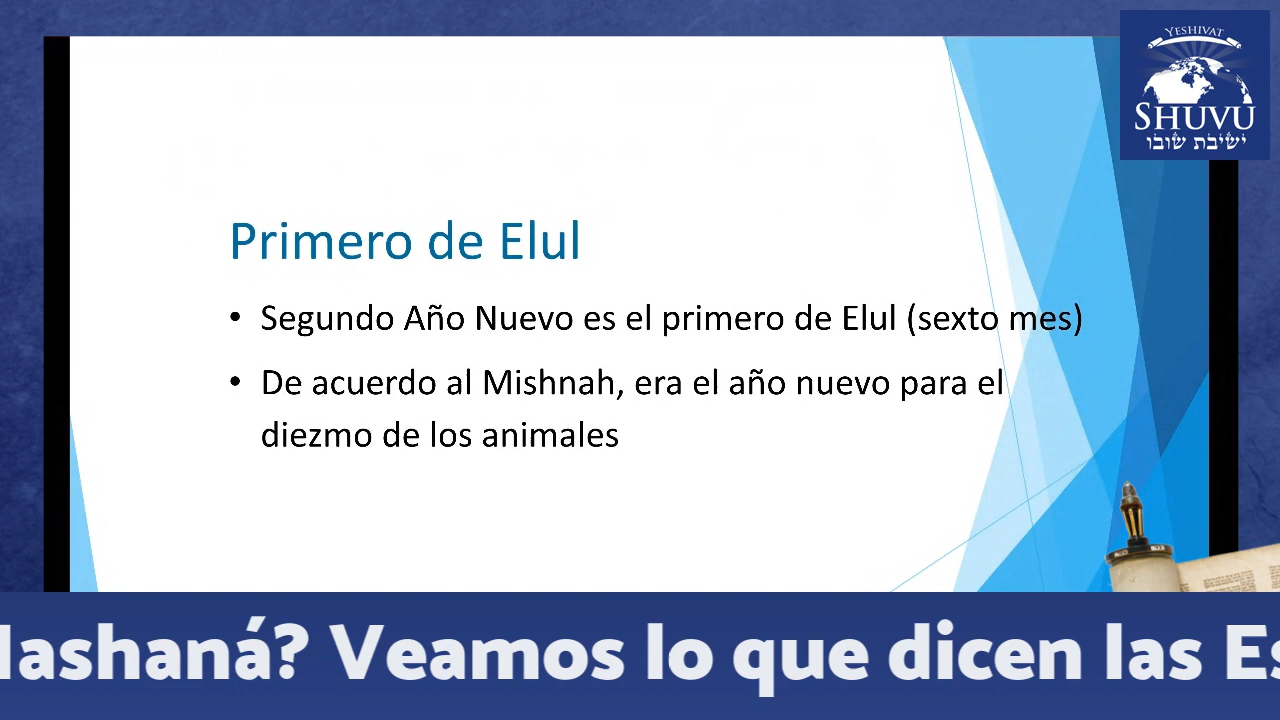 YESHIVAT
SHUVU
ישיבת שובו
Primero de Elul
• Segundo Año Nuevo es el primero de Elul (sexto mes)
• De acuerdo al Mishnah, era el año nuevo para el
diezmo de los animales
lashaná? Veamos lo que dicen las Es